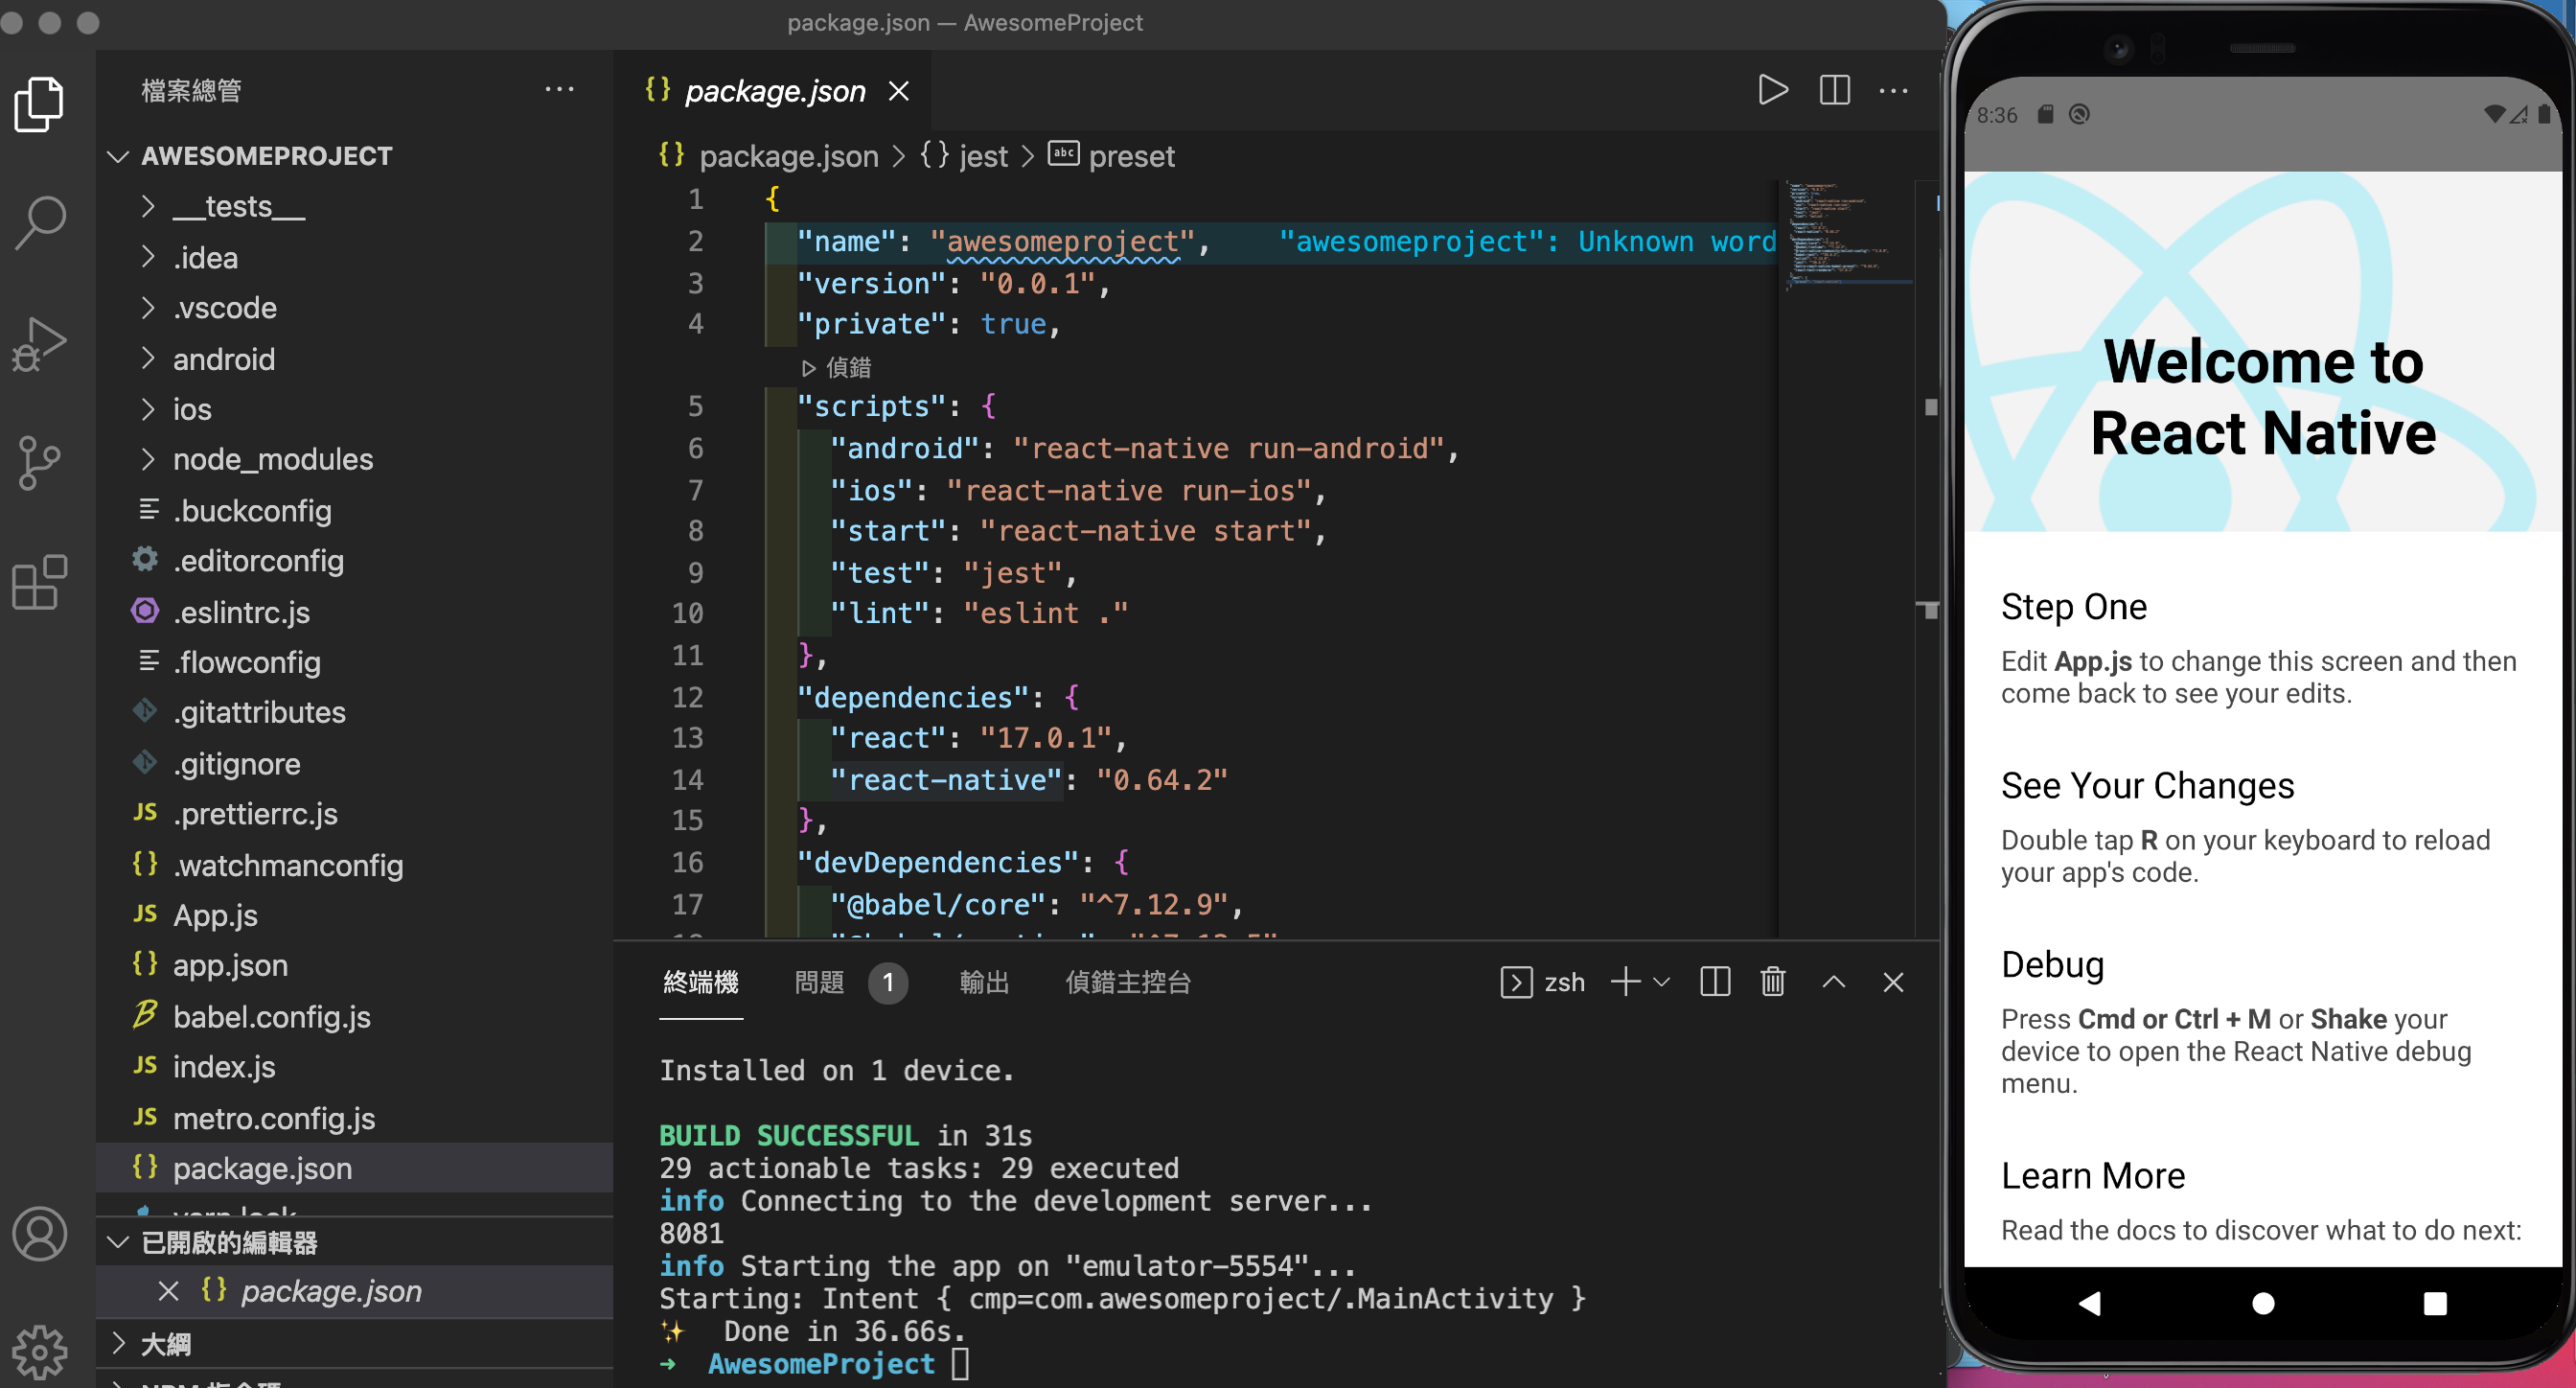 package.json — AwesomeProject
檔案總管
AWESOMEPROJECT
__tests__
.idea
.vscode
android
ios
node_modules
.buckconfig
.editorconfig
.eslintrc.js
.flowconfig
.gitattributes
.gitignore
.prettierrc.js
.watchmanconfig
App.js
app.json
babel.config.js
index.js
metro.config.js
package.json
yarn.lock
已開啟的編輯器
package.json
大綱
package.json
package.json > {} jest > abc preset
1 {
2 "name": "awesomeproject", "awesomeproject": Unknown word
3 "version": "0.0.1",
4 "private": true,
偵錯
5 "scripts": {
6 "android": "react-native run-android",
7 "ios": "react-native run-ios",
8 "start": "react-native start",
9 "test": "jest",
10 "lint": "eslint ."
11 },
12 "dependencies": {
13 "react": "17.0.1",
14 "react-native": "0.64.2"
15 },
16 "devDependencies": {
17 "@babel/core": "^7.12.9",
終端機 問題 1 輸出 偵錯主控台 zsh
Installed on 1 device.
BUILD SUCCESSFUL in 31s
29 actionable tasks: 29 executed
info Connecting to the development server...
8081
info Starting the app on "emulator-5554"...
Starting: Intent { cmp=com.awesomeproject/.MainActivity }
✨ Done in 36.66s.
➜ AwesomeProject
8:36
Welcome to
React Native
Step One
Edit App.js to change this screen and then
come back to see your edits.
See Your Changes
Double tap R on your keyboard to reload
your app's code.
Debug
Press Cmd or Ctrl + M or Shake your
device to open the React Native debug
menu.
Learn More
Read the docs to discover what to do next: